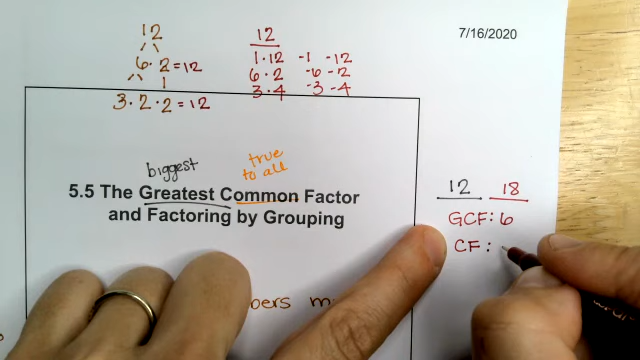 7/16/2020
12
6 · 2 = 12
3 · 2 · 2 = 12
12
1 · 12 -1 -12
6 · 2 -6 -2
3 · 4 -3 -4
biggest
true
to all
5.5 The Greatest Common Factor
and Factoring by Grouping
12 18
GCF: 6
CF: